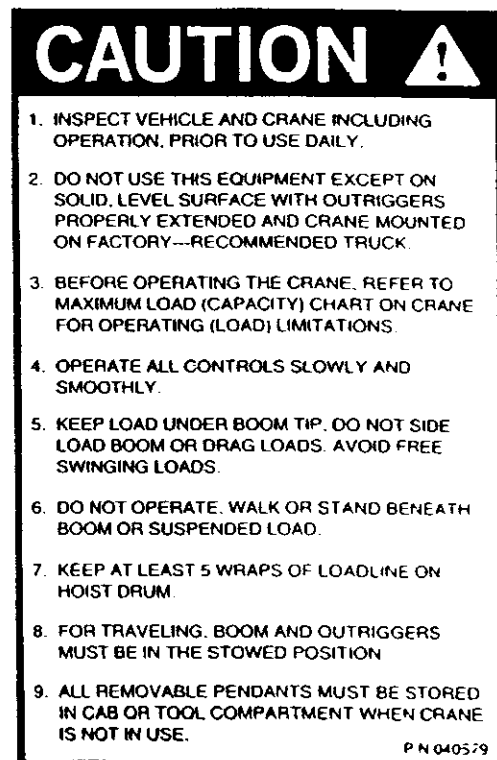 CAUTION
1. INSPECT VEHICLE AND CRANE INCLUDING
OPERATION, PRIOR TO USE DAILY.
2. DO NOT USE THIS EQUIPMENT EXCEPT ON
SOLID, LEVEL SURFACE WITH OUTRIGGERS
PROPERLY EXTENDED AND CRANE MOUNTED
ON FACTORY---RECOMMENDED TRUCK.
3. BEFORE OPERATING THE CRANE, REFER TO
MAXIMUM LOAD (CAPACITY) CHART ON CRANE
FOR OPERATING (LOAD) LIMITATIONS.
4. OPERATE ALL CONTROLS SLOWLY AND
SMOOTHLY.
5. KEEP LOAD UNDER BOOM TIP. DO NOT SIDE
LOAD BOOM OR DRAG LOADS. AVOID FREE
SWINGING LOADS.
6. DO NOT OPERATE, WALK OR STAND BENEATH
BOOM OR SUSPENDED LOAD.
7. KEEP AT LEAST 5 WRAPS OF LOADLINE ON
HOIST DRUM.
8. FOR TRAVELING, BOOM AND OUTRIGGERS
MUST BE IN THE STOWED POSITION
9. ALL REMOVABLE PENDANTS MUST BE STORED
IN CAB OR TOOL COMPARTMENT WHEN CRANE
IS NOT IN USE.
P N